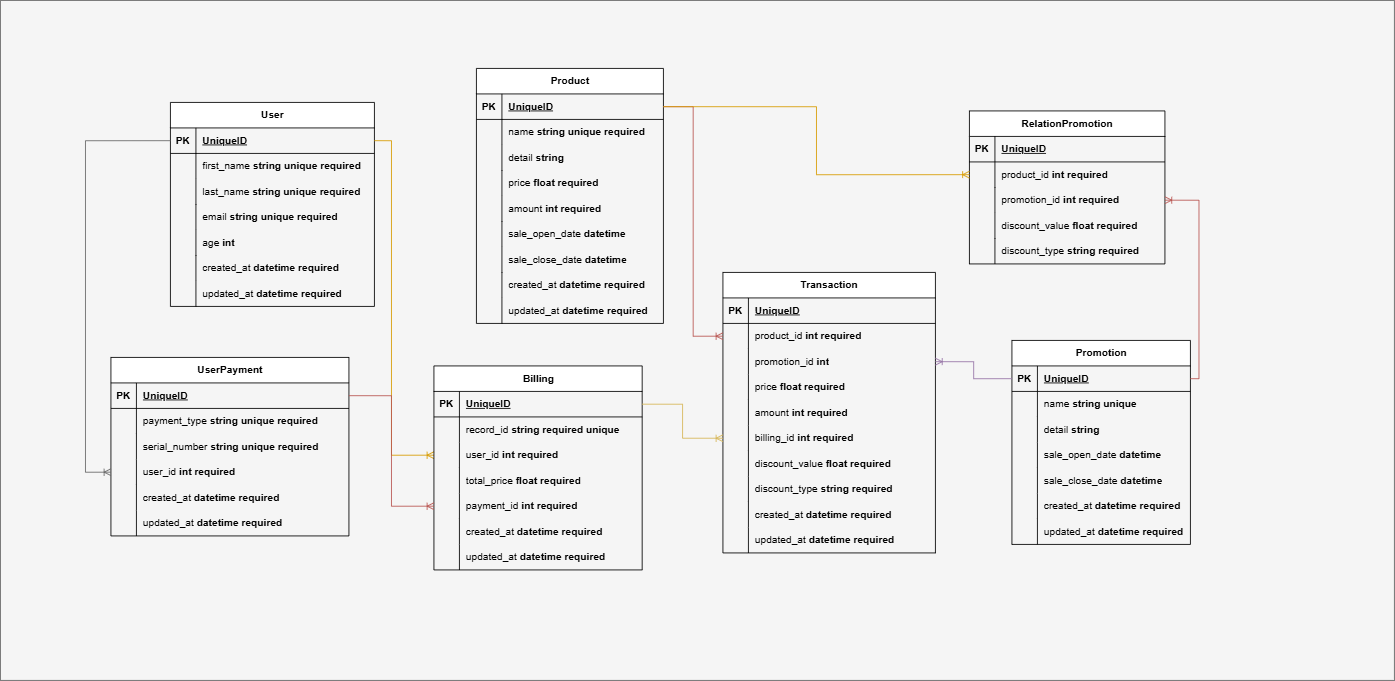 User
PK UniqueID
first_name string unique required
last_name string unique required
email string unique required
age int
created_at datetime required
updated_at datetime required
Product
PK UniqueID
name string unique required
detail string
price float required
amount int required
sale_open_date datetime
sale_close_date datetime
created_at datetime required
updated_at datetime required
RelationPromotion
PK UniqueID
product_id int required
promotion_id int required
discount_value float required
discount_type string required
UserPayment
PK UniqueID
payment_type string unique required
serial_number string unique required
user_id int required
created_at datetime required
updated_at datetime required
Billing
PK UniqueID
record_id string required unique
user_id int required
total_price float required
payment_id int required
created_at datetime required
updated_at datetime required
Transaction
PK UniqueID
product_id int required
promotion_id int
price float required
amount int required
billing_id int required
discount_value float required
discount_type string required
created_at datetime required
updated_at datetime required
Promotion
PK UniqueID
name string unique
detail string
sale_open_date datetime
sale_close_date datetime
created_at datetime required
updated_at datetime required